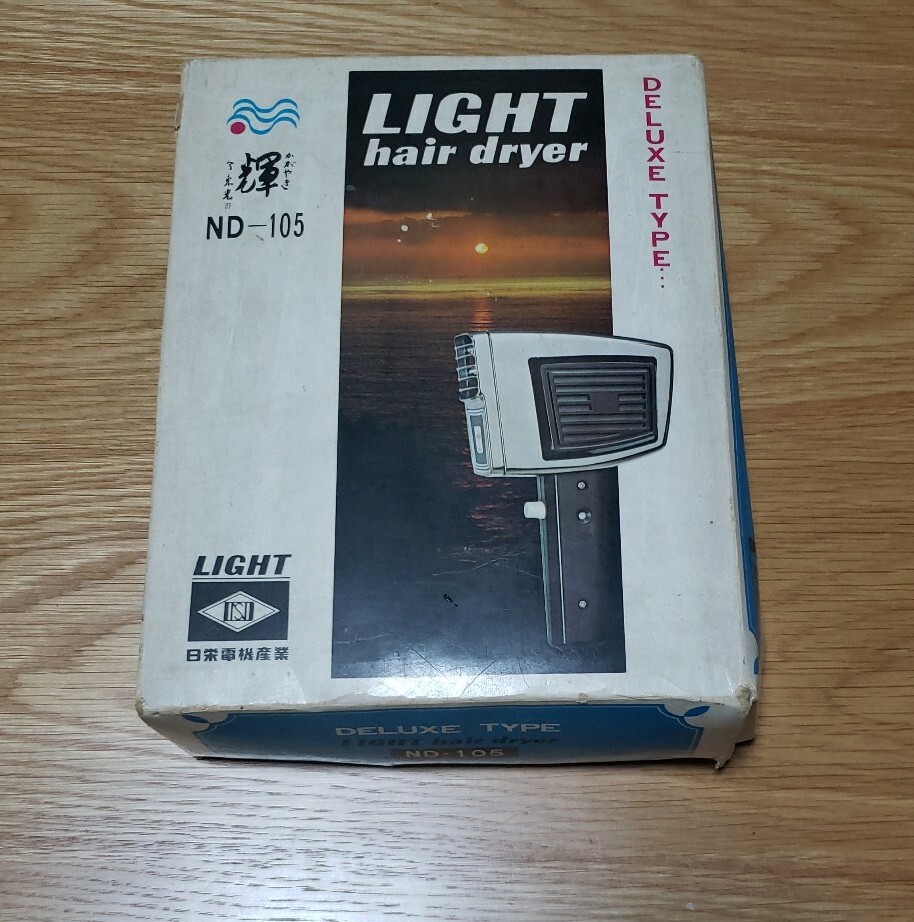 LIGHT
hair dryer
DELUXE TYPE...
かがやき
輝
ND-105
LIGHT
日栄電機産業
DELUXE TYPE
LIGHT hair dryer
ND-105